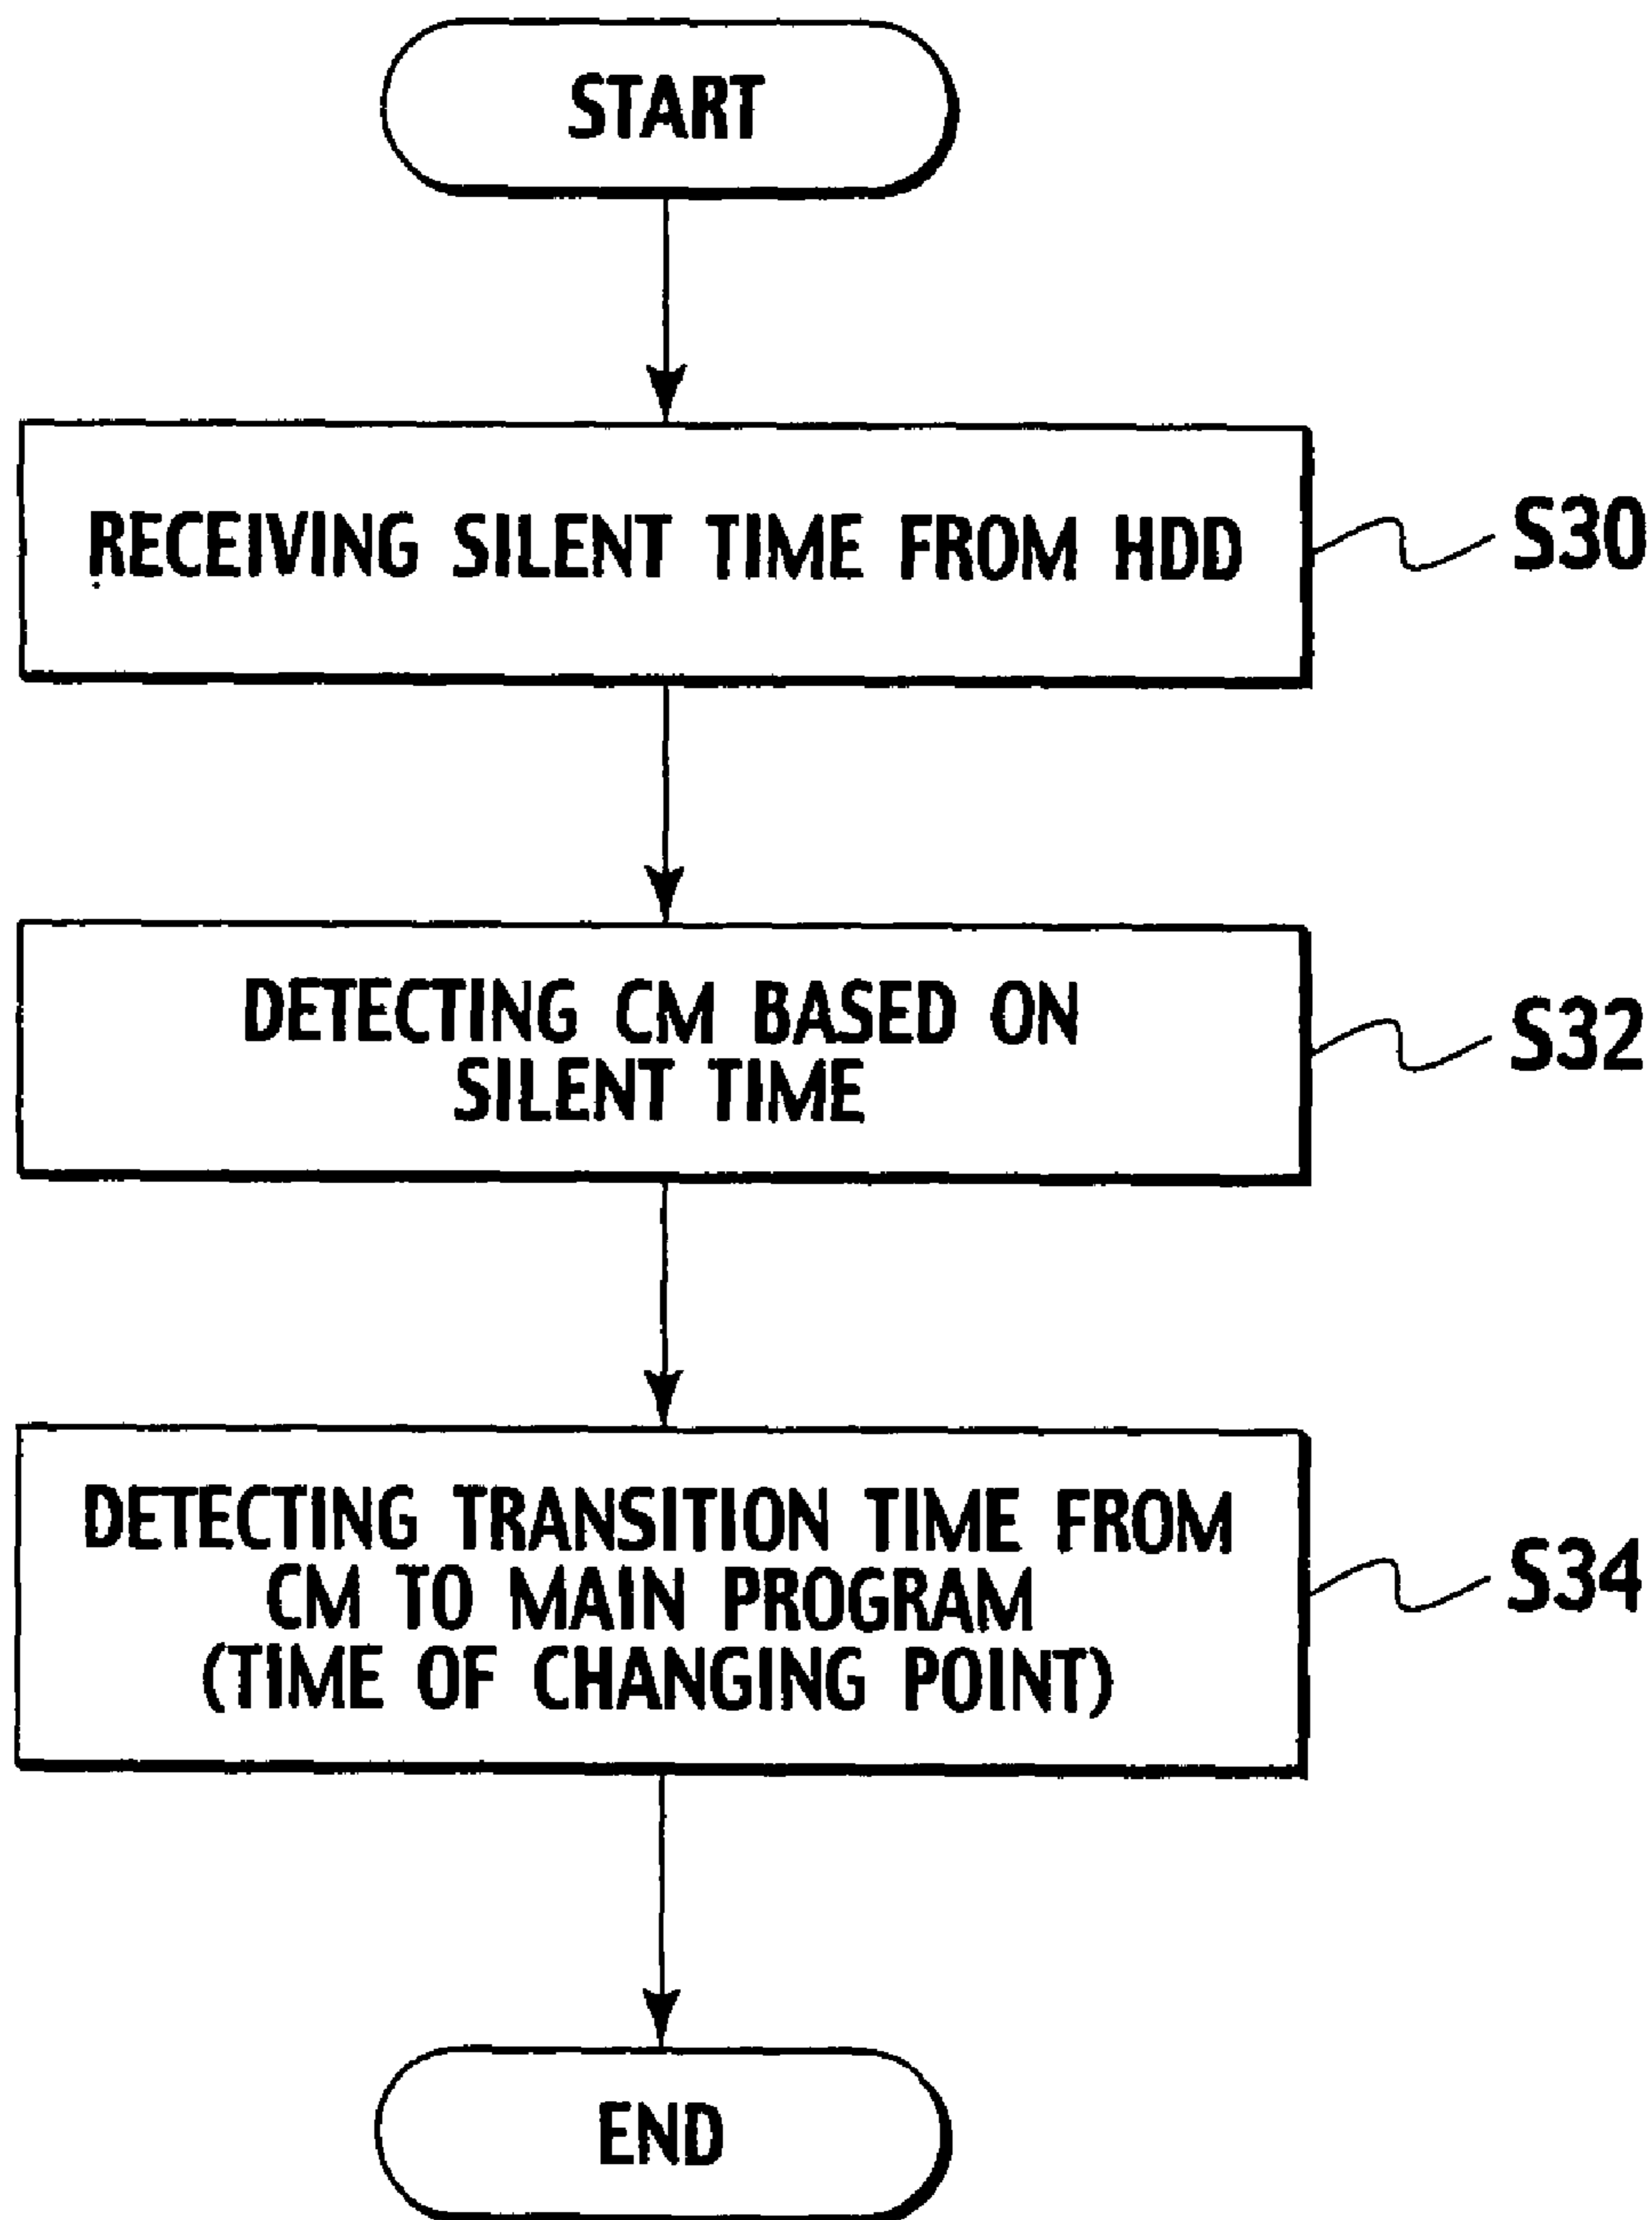 START
RECEIVING SILENT TIME FROM HDD
S30
DETECTING CM BASED ON
SILENT TIME
S32
DETECTING TRANSITION TIME FROM
CM TO MAIN PROGRAM
(TIME OF CHANGING POINT)
S34
END